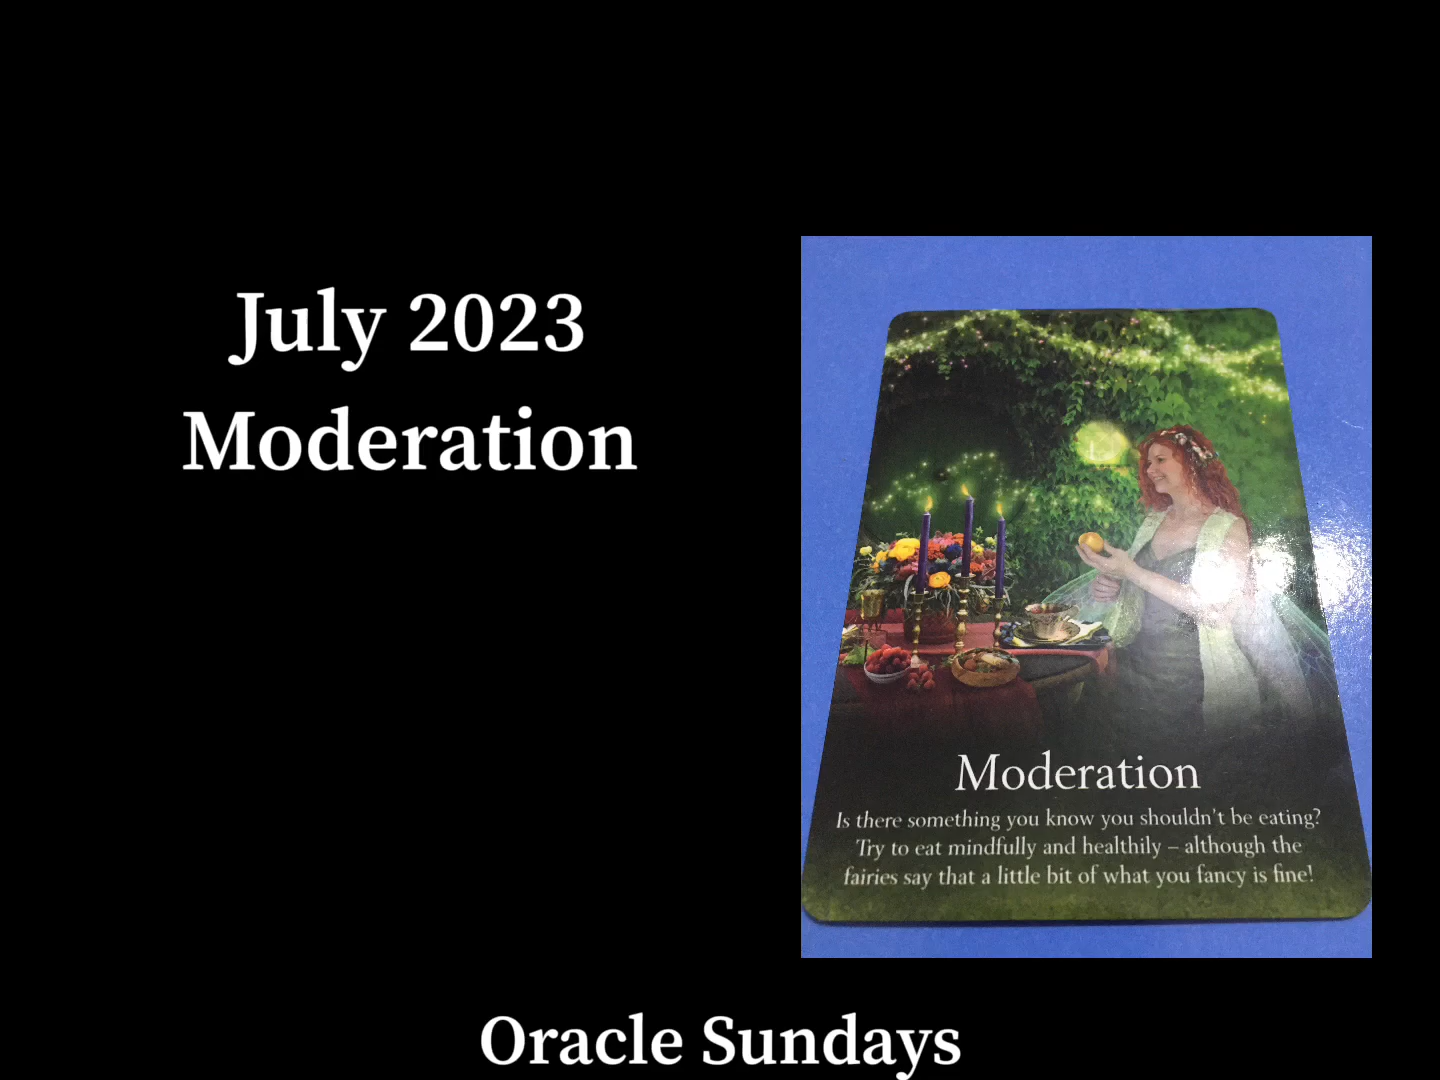 July 2023
Moderation
Moderation
Is there something you know you shouldn't be eating?
Try to eat mindfully and healthily – although the
fairies say that a little bit of what you fancy is fine!
Oracle Sundays